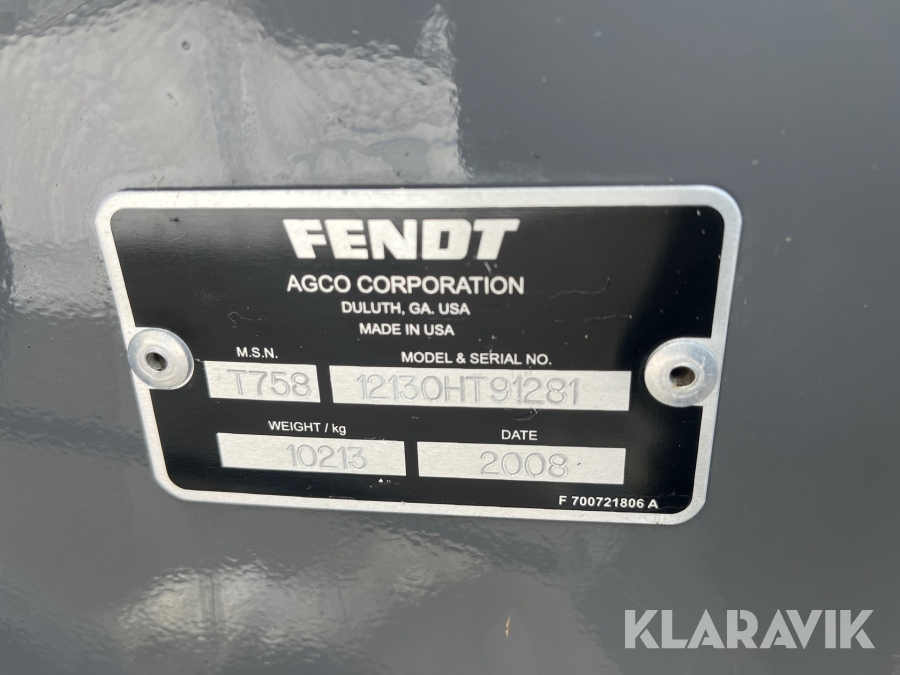 FENDT
AGCO CORPORATION
DULUTH, GA. USA
MADE IN USA
M.S.N. MODEL & SERIAL NO.
T758 12130HT91281
WEIGHT / kg DATE
10213 2008
F 700721806 A
KLARAVIK